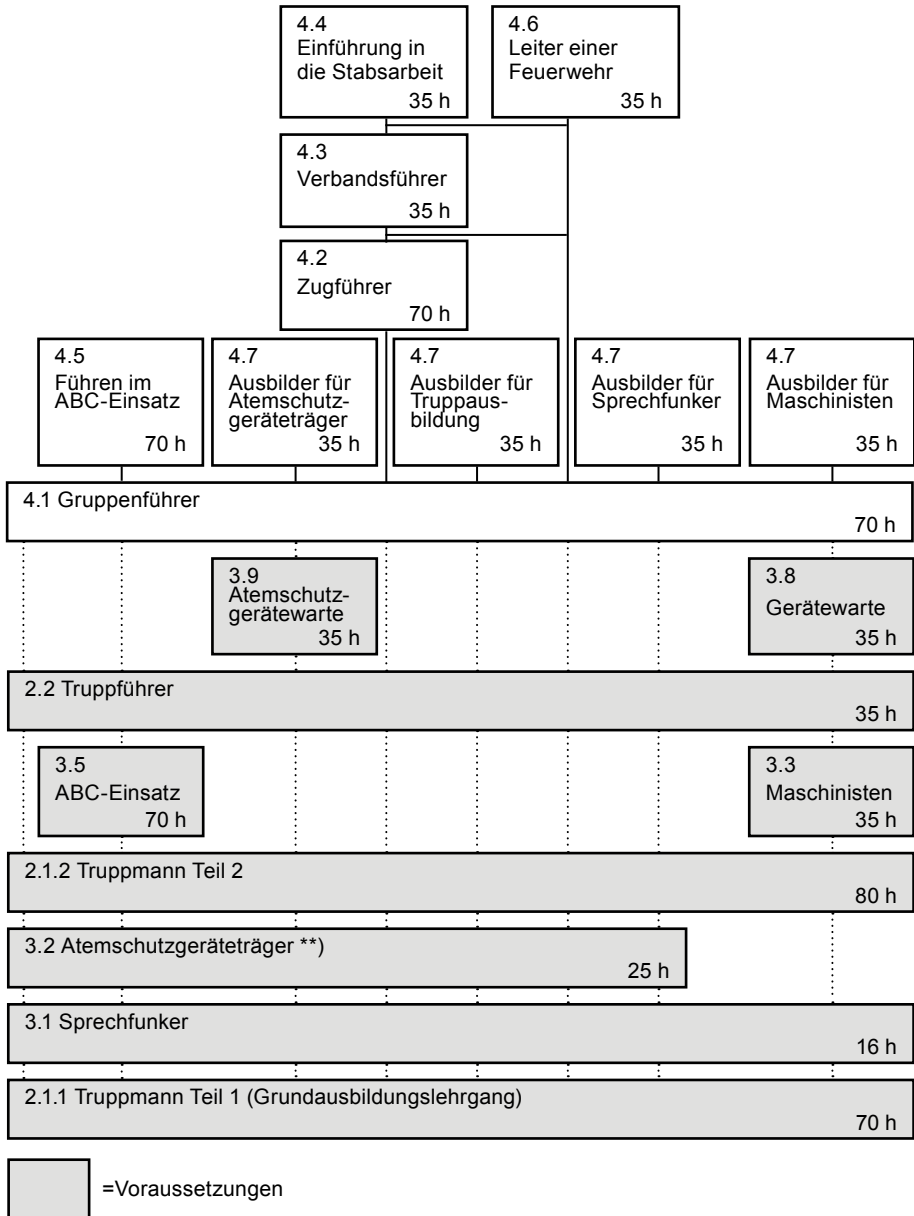 4.4
Einführung in
die Stabsarbeit
35 h
4.6
Leiter einer
Feuerwehr
35 h
4.3
Verbandsführer
35 h
4.2
Zugführer
70 h
4.5
Führen im
ABC-Einsatz
70 h
4.7
Ausbilder für
Atemschutz-
geräteträger
35 h
4.7
Ausbilder für
Truppaus-
bildung
35 h
4.7
Ausbilder für
Sprechfunker
35 h
4.7
Ausbilder für
Maschinisten
35 h
4.1 Gruppenführer
70 h
3.9
Atemschutz-
gerätewarte
35 h
3.8
Gerätewarte
35 h
2.2 Truppführer
35 h
3.5
ABC-Einsatz
70 h
3.3
Maschinisten
35 h
2.1.2 Truppmann Teil 2
80 h
3.2 Atemschutzgeräteträger **)
25 h
3.1 Sprechfunker
16 h
2.1.1 Truppmann Teil 1 (Grundausbildungslehrgang)
70 h
=Voraussetzungen